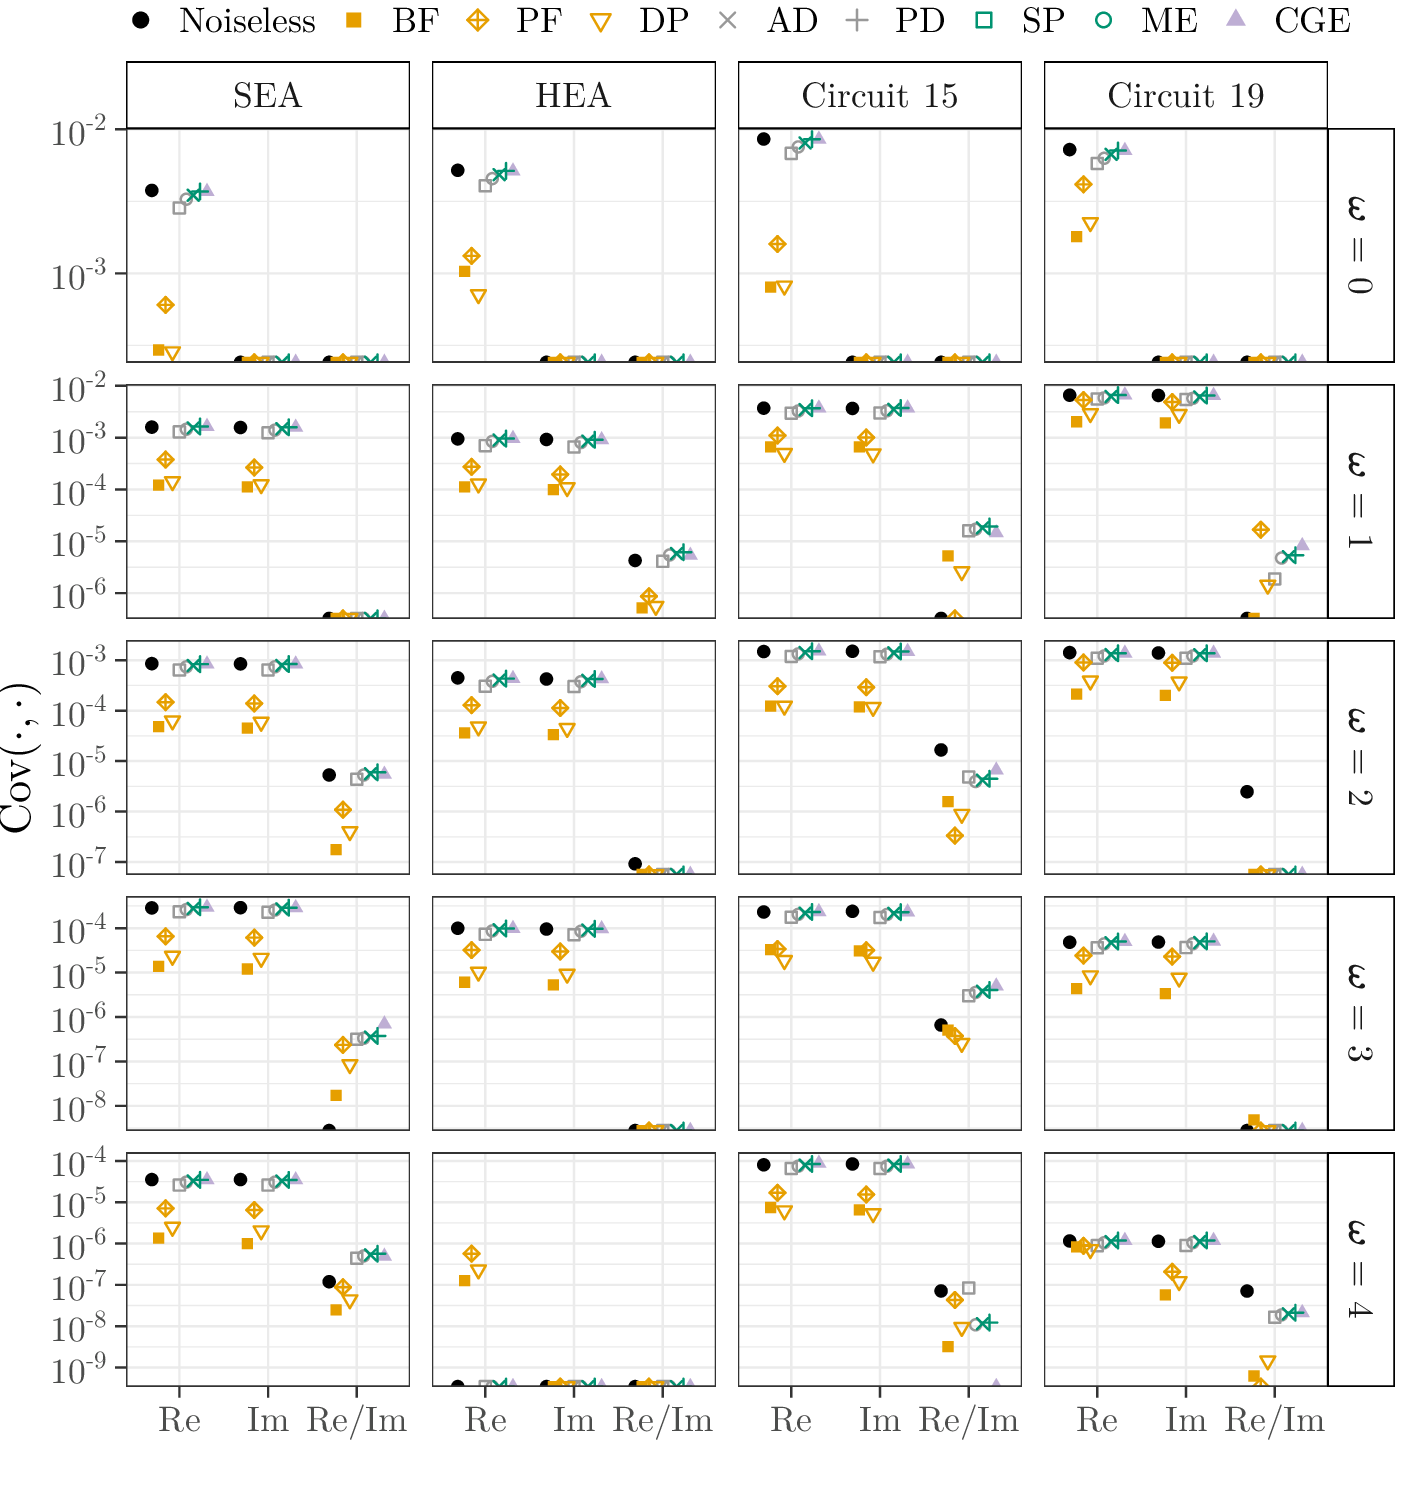 Noiseless BF PF DP AD PD SP ME CGE
SEA HEA Circuit 15 Circuit 19
10-2
10-3
ω = 0
10-2
10-3
10-4
10-5
10-6
ω = 1
10-3
10-4
10-5
10-6
10-7
ω = 2
10-4
10-5
10-6
10-7
10-8
ω = 3
10-4
10-5
10-6
10-7
10-8
10-9
ω = 4
Cov(·, ·)
Re Im Re/Im Re Im Re/Im Re Im Re/Im Re Im Re/Im